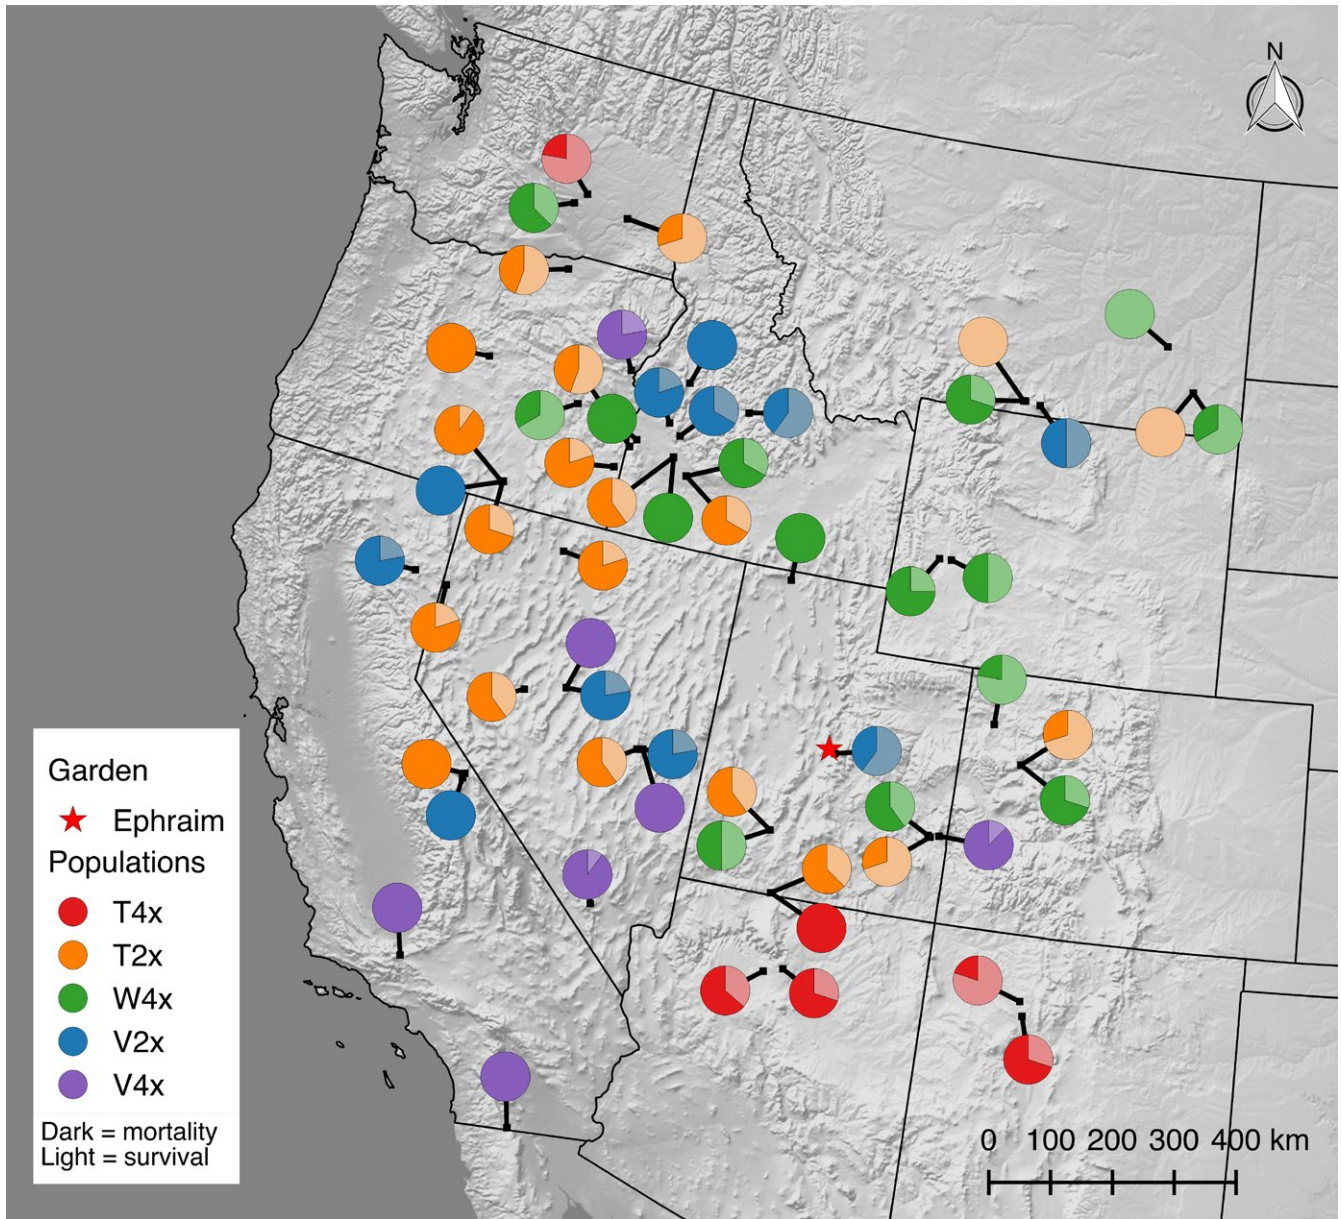 N
Garden
Ephraim
Populations
T4x
T2x
W4x
V2x
V4x
Dark = mortality
Light = survival
0 100 200 300 400 km